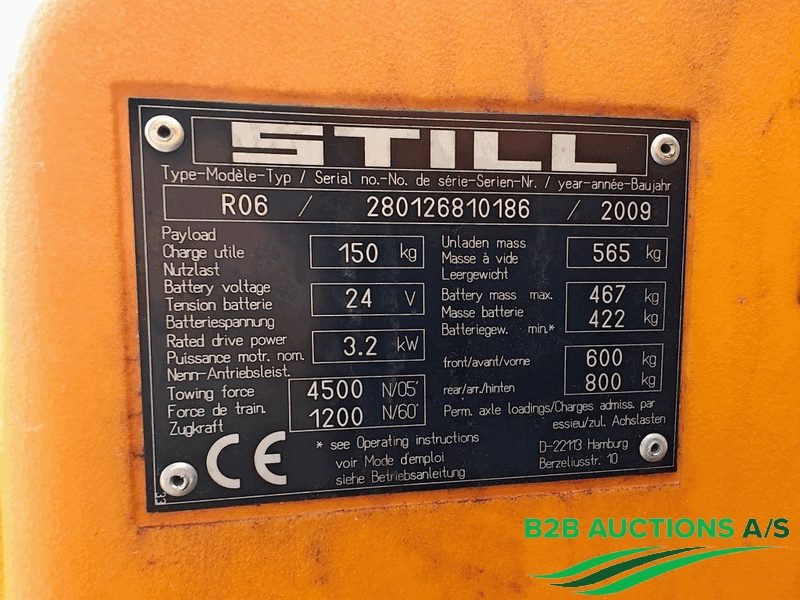 STILL
Type-Modèle-Typ / Serial no.-No. de série-Serien-Nr. / year-année-Baujahr
R06 / 280126810186 / 2009
Payload
Charge utile 150 kg
Nutzlast
Battery voltage
Tension batterie 24 V
Batteriespannung
Rated drive power
Puissance motr. nom. 3.2 kW
Nenn-Antriebsleist.
Towing force 4500 N/05'
Force de train. 1200 N/60'
Zugkraft
Unladen mass
Masse à vide 565 kg
Leergewicht
Battery mass max. 467 kg
Masse batterie
Batteriegew. min.* 422 kg
front/avant/vorne 600 kg
rear/arr./hinten 800 kg
Perm. axle loadings/Charges admiss. par
essieu/zul. Achslasten
CE
* see Operating instructions
voir Mode d'emploi
siehe Betriebsanleitung
D-22113 Hamburg
Berzeliusstr. 10
B2B AUCTIONS A/S